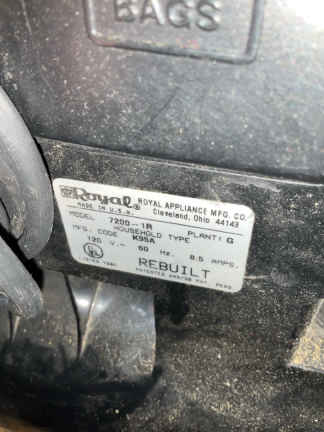 BAGS
Royal ROYAL APPLIANCE MFG. CO.
MADE IN U.S.A. Cleveland, Ohio 44143
MODEL 7200-1R PLANT: G
HOUSEHOLD TYPE
MFG. CODE K95A
120 V.~ 60 Hz. 8.5 AMPS.
REBUILT